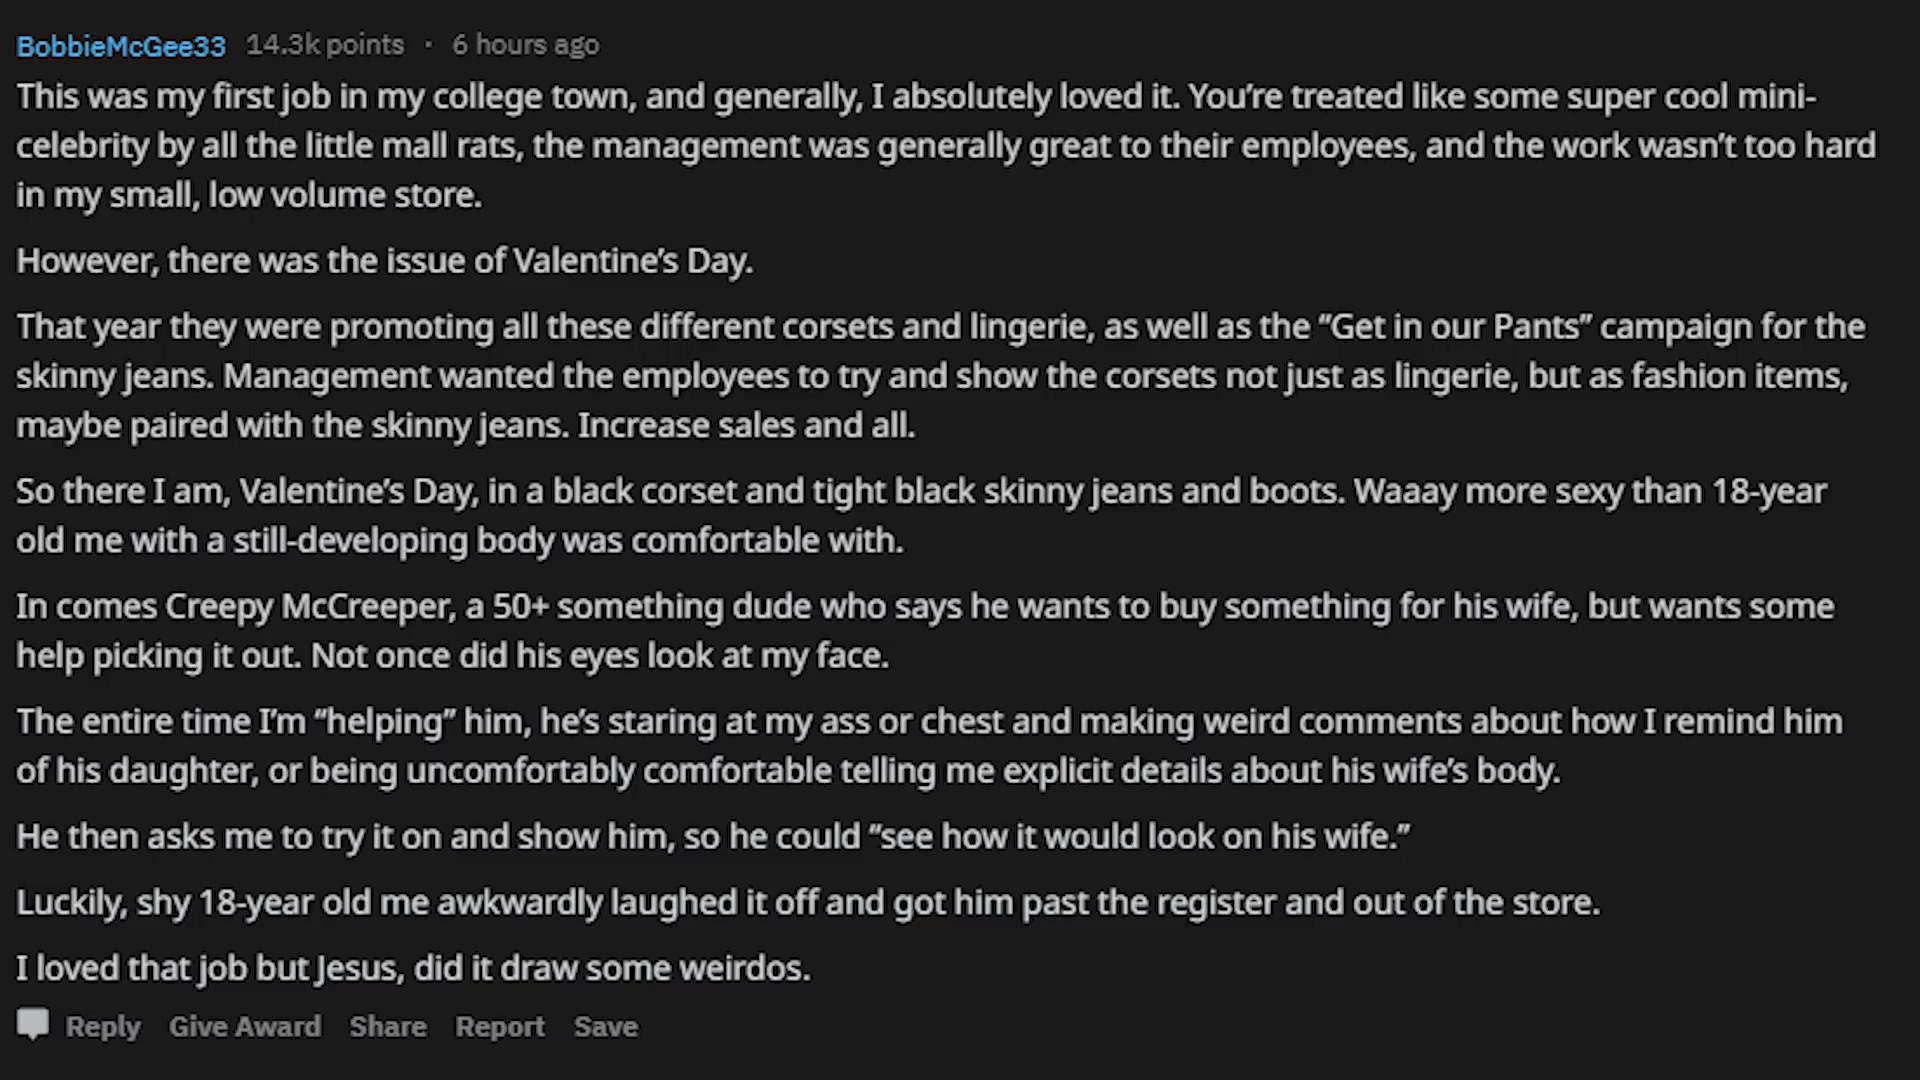 BobbieMcGee33 14.3k points · 6 hours ago
This was my first job in my college town, and generally, I absolutely loved it. You’re treated like some super cool mini-
celebrity by all the little mall rats, the management was generally great to their employees, and the work wasn’t too hard
in my small, low volume store.
However, there was the issue of Valentine’s Day.
That year they were promoting all these different corsets and lingerie, as well as the “Get in our Pants” campaign for the
skinny jeans. Management wanted the employees to try and show the corsets not just as lingerie, but as fashion items,
maybe paired with the skinny jeans. Increase sales and all.
So there I am, Valentine’s Day, in a black corset and tight black skinny jeans and boots. Waaay more sexy than 18-year
old me with a still-developing body was comfortable with.
In comes Creepy McCreeper, a 50+ something dude who says he wants to buy something for his wife, but wants some
help picking it out. Not once did his eyes look at my face.
The entire time I’m “helping” him, he’s staring at my ass or chest and making weird comments about how I remind him
of his daughter, or being uncomfortably comfortable telling me explicit details about his wife’s body.
He then asks me to try it on and show him, so he could “see how it would look on his wife.”
Luckily, shy 18-year old me awkwardly laughed it off and got him past the register and out of the store.
I loved that job but Jesus, did it draw some weirdos.
Reply Give Award Share Report Save